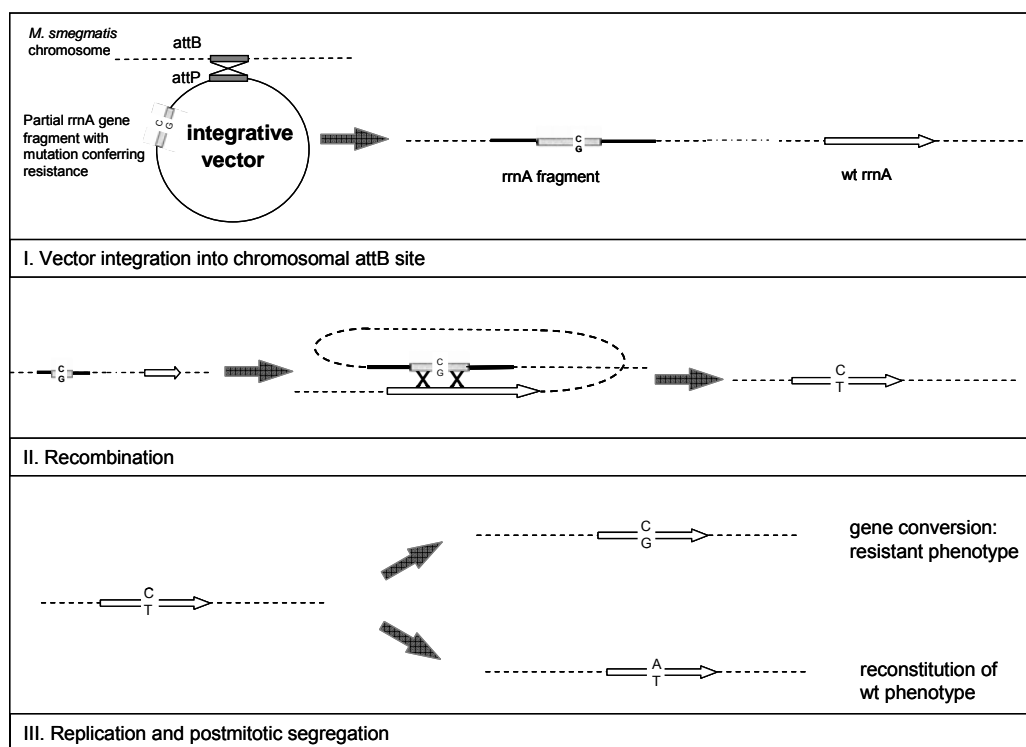 M. smegmatis
chromosome
attB
attP
Partial rrnA gene
fragment with
mutation conferring
resistance
C
G
integrative
vector
C
G
rrnA fragment
wt rrnA
I. Vector integration into chromosomal attB site
C
G
C
G
X X
C
T
II. Recombination
C
T
C
G
gene conversion:
resistant phenotype
A
T
reconstitution of
wt phenotype
III. Replication and postmitotic segregation